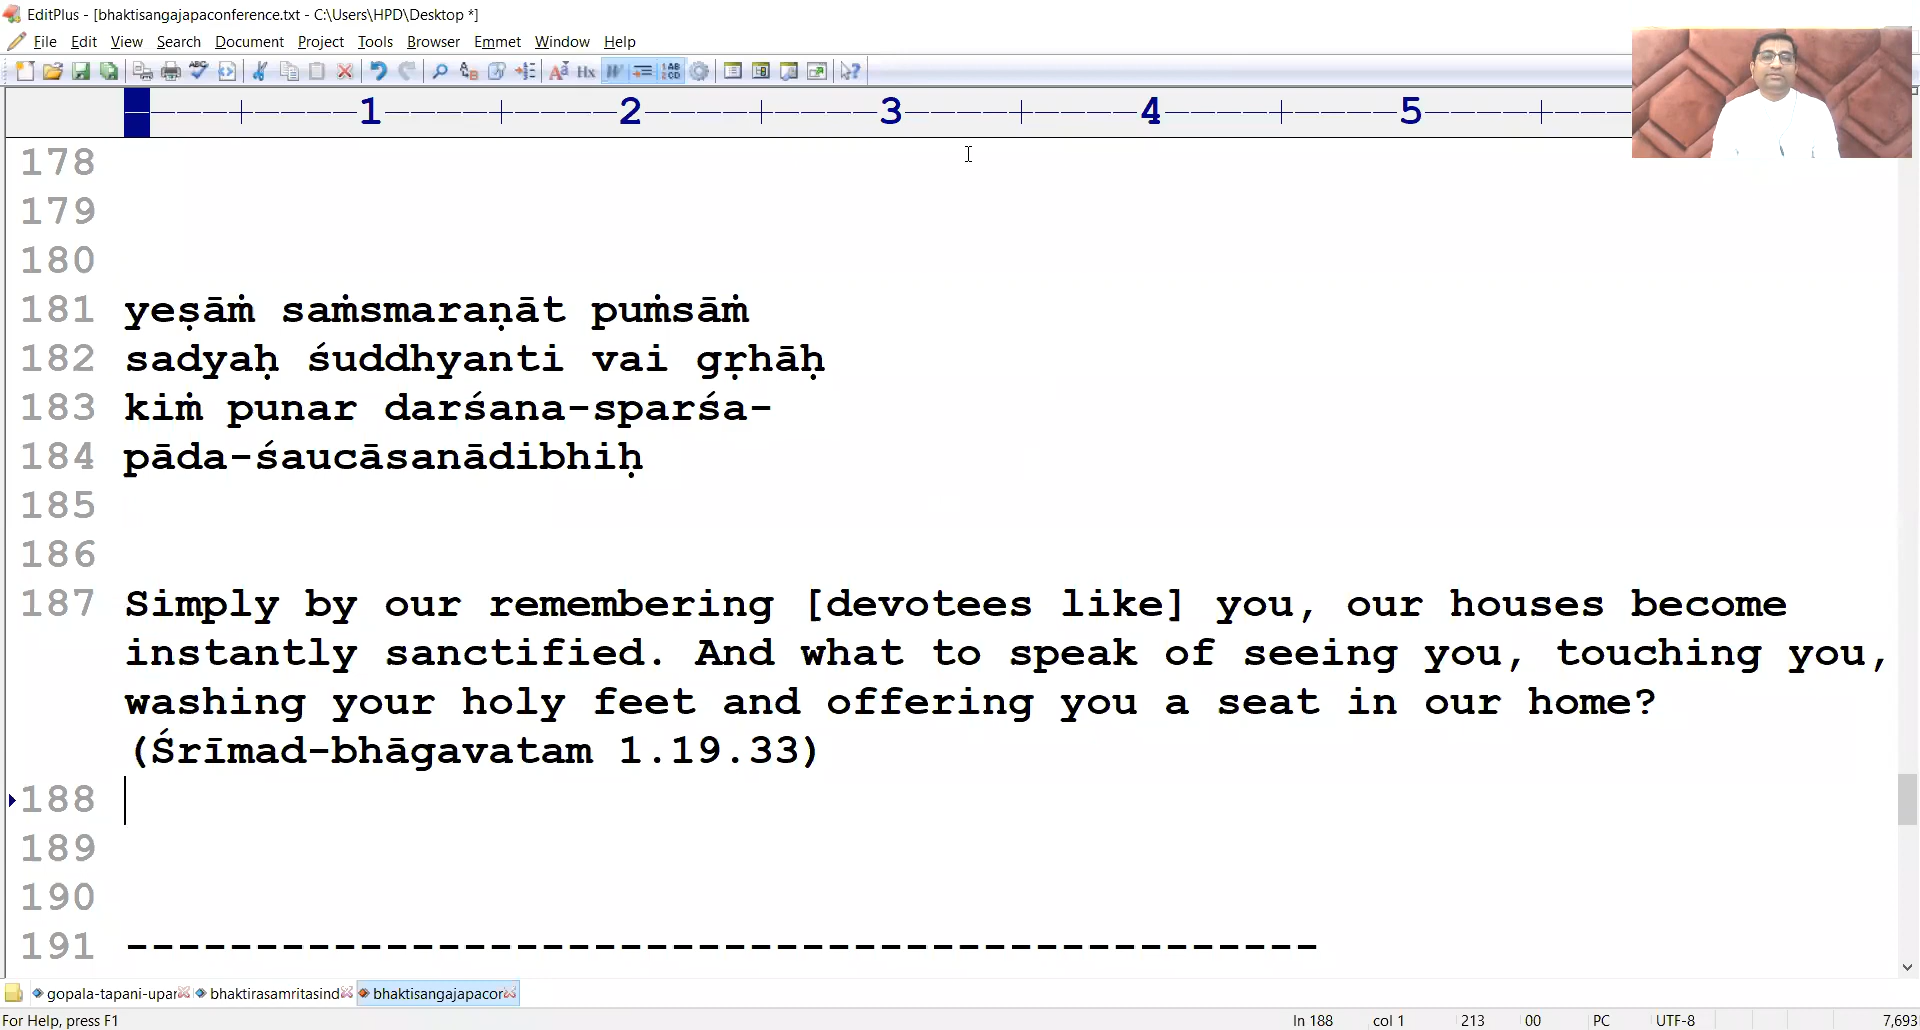 EditPlus - [bhaktisangajapaconference.txt - C:\Users\HPD\Desktop *]
File Edit View Search Document Project Tools Browser Emmet Window Help
1 2 3 4 5
178
179
180
181 yeṣāṁ saṁsmaraṇāt puṁsāṁ
182 sadyaḥ śuddhyanti vai gṛhāḥ
183 kiṁ punar darśana-sparśa-
184 pāda-śaucāsanādibhiḥ
185
186
187 Simply by our remembering [devotees like] you, our houses become
instantly sanctified. And what to speak of seeing you, touching you,
washing your holy feet and offering you a seat in our home?
(Śrīmad-bhāgavatam 1.19.33)
188
189
190
191 ----------------------------------------------
gopala-tapani-upar bhaktirasamritasind bhaktisangajapacor
For Help, press F1 ln 188 col 1 213 00 PC UTF-8 7,693